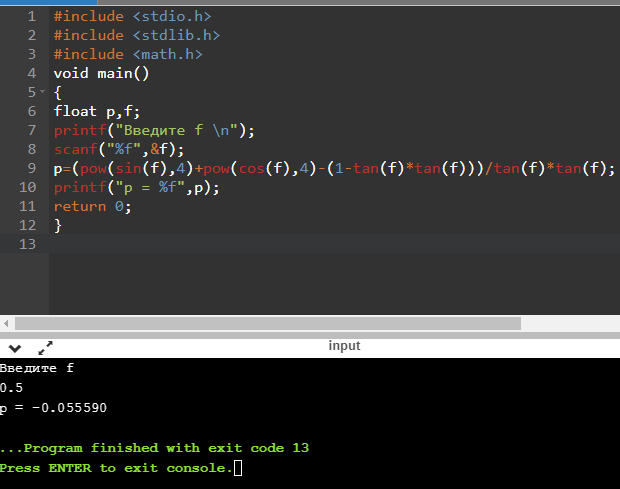 1 #include <stdio.h>
2 #include <stdlib.h>
3 #include <math.h>
4 void main()
5 {
6 float p,f;
7 printf("Введите f \n");
8 scanf("%f",&f);
9 p=(pow(sin(f),4)+pow(cos(f),4)-(1-tan(f)*tan(f)))/tan(f)*tan(f);
10 printf("p = %f",p);
11 return 0;
12 }
13
input
Введите f
0.5
p = -0.055590
...Program finished with exit code 13
Press ENTER to exit console.